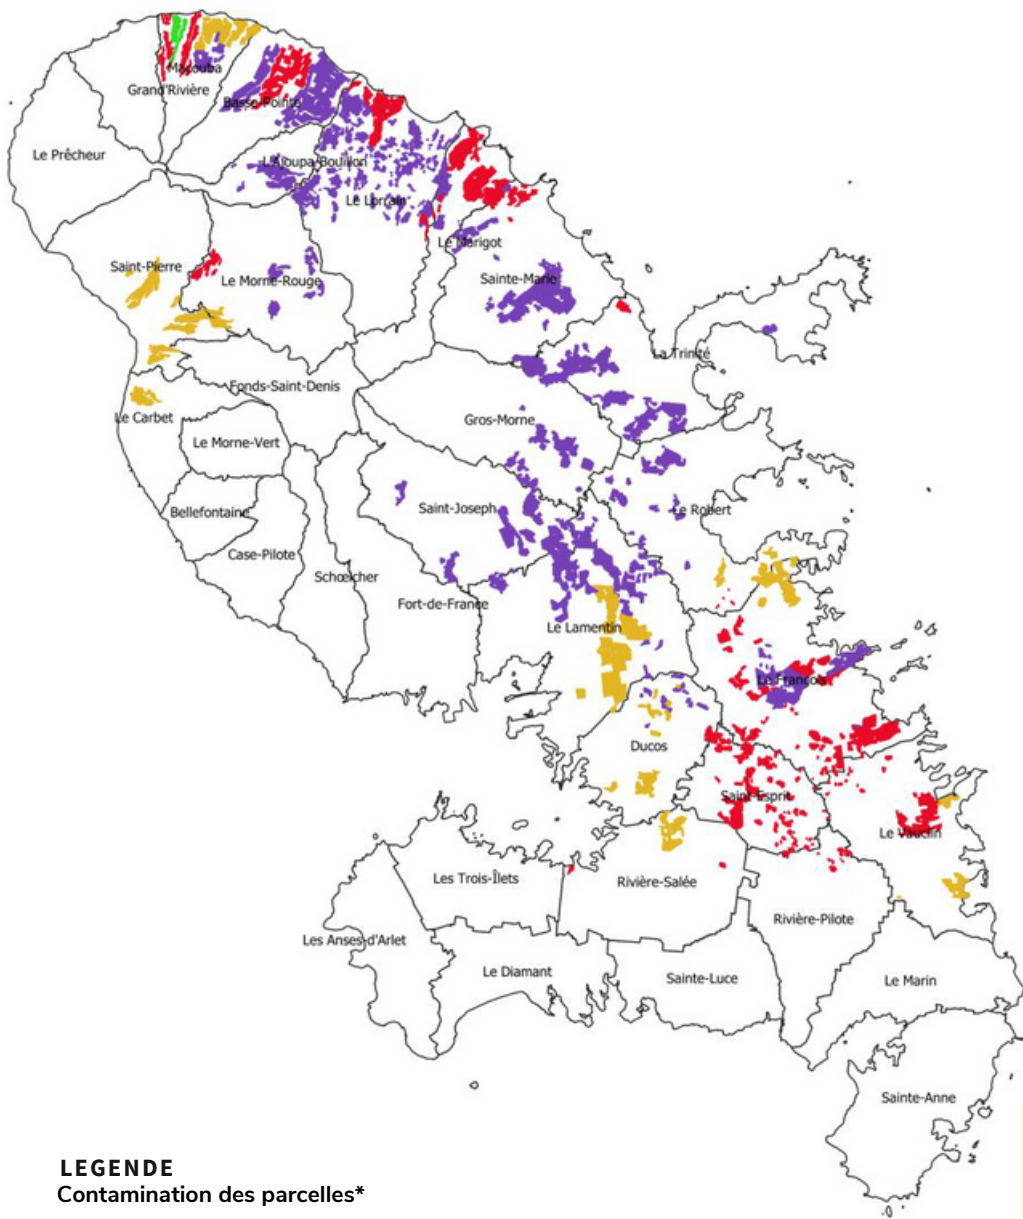 Macouba
Grand'Rivière
Basse-Pointe
Le Prêcheur
L'Ajoupa-Bouillon
Le Lorrain
Le Marigot
Saint-Pierre
Le Morne-Rouge
Sainte-Marie
La Trinité
Fonds-Saint-Denis
Le Carbet
Gros-Morne
Le Morne-Vert
Bellefontaine
Saint-Joseph
Le Robert
Case-Pilote
Schœlcher
Fort-de-France
Le Lamentin
Le François
Ducos
Saint-Esprit
Le Vauclin
Les Trois-Îlets
Rivière-Salée
Rivière-Pilote
Les Anses-d'Arlet
Le Diamant
Sainte-Luce
Le Marin
Sainte-Anne
LEGENDE
Contamination des parcelles*